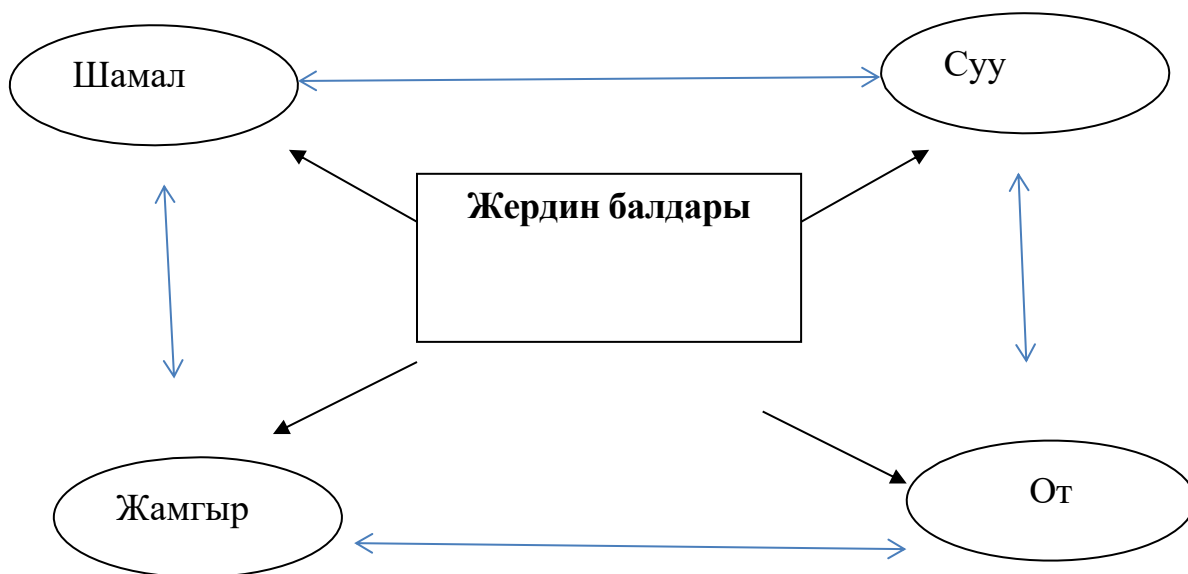 Шамал
Суу
Жердин балдары
Жамгыр
От